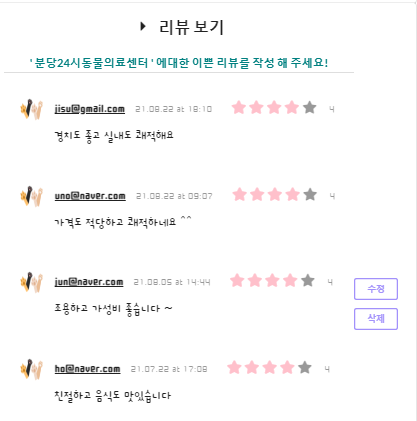 리뷰 보기
' 분당24시동물의료센터 ' 에대한 이쁜 리뷰를 작성 해 주세요!
jisu@gmail.com 21.08.22 at 18:10 4
경치도 좋고 실내도 쾌적해요
uno@naver.com 21.08.22 at 09:07 4
가격도 적당하고 쾌적하네요 ^^
jun@naver.com 21.08.05 at 14:44 4
조용하고 가성비 좋습니다 ~
수정
삭제
ho@naver.com 21.07.22 at 17:08 4
친절하고 음식도 맛있습니다